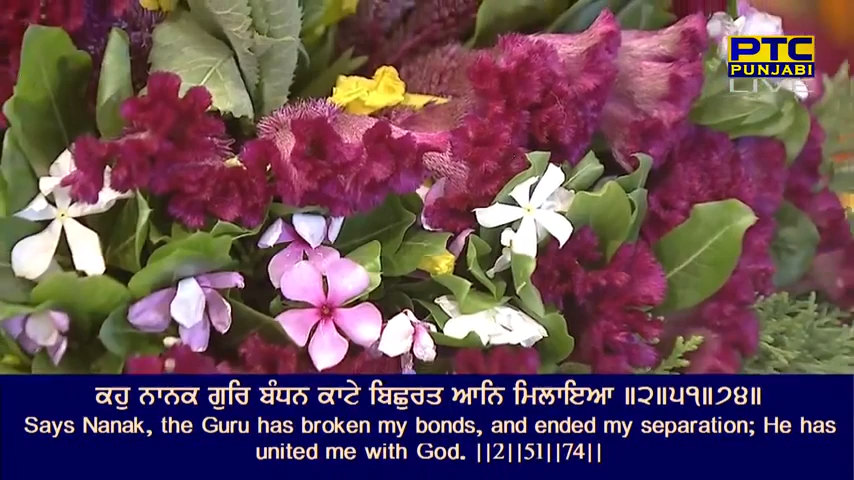 PTC
PUNJABI
LIVE
ਕਹੁ ਨਾਨਕ ਗੁਰਿ ਬੰਧਨ ਕਾਟੇ ਬਿਛੁਰਤ ਆਨਿ ਮਿਲਾਇਆ ॥੨॥੫੧॥੭੪॥
Says Nanak, the Guru has broken my bonds, and ended my separation; He has
united me with God. ||2||51||74||